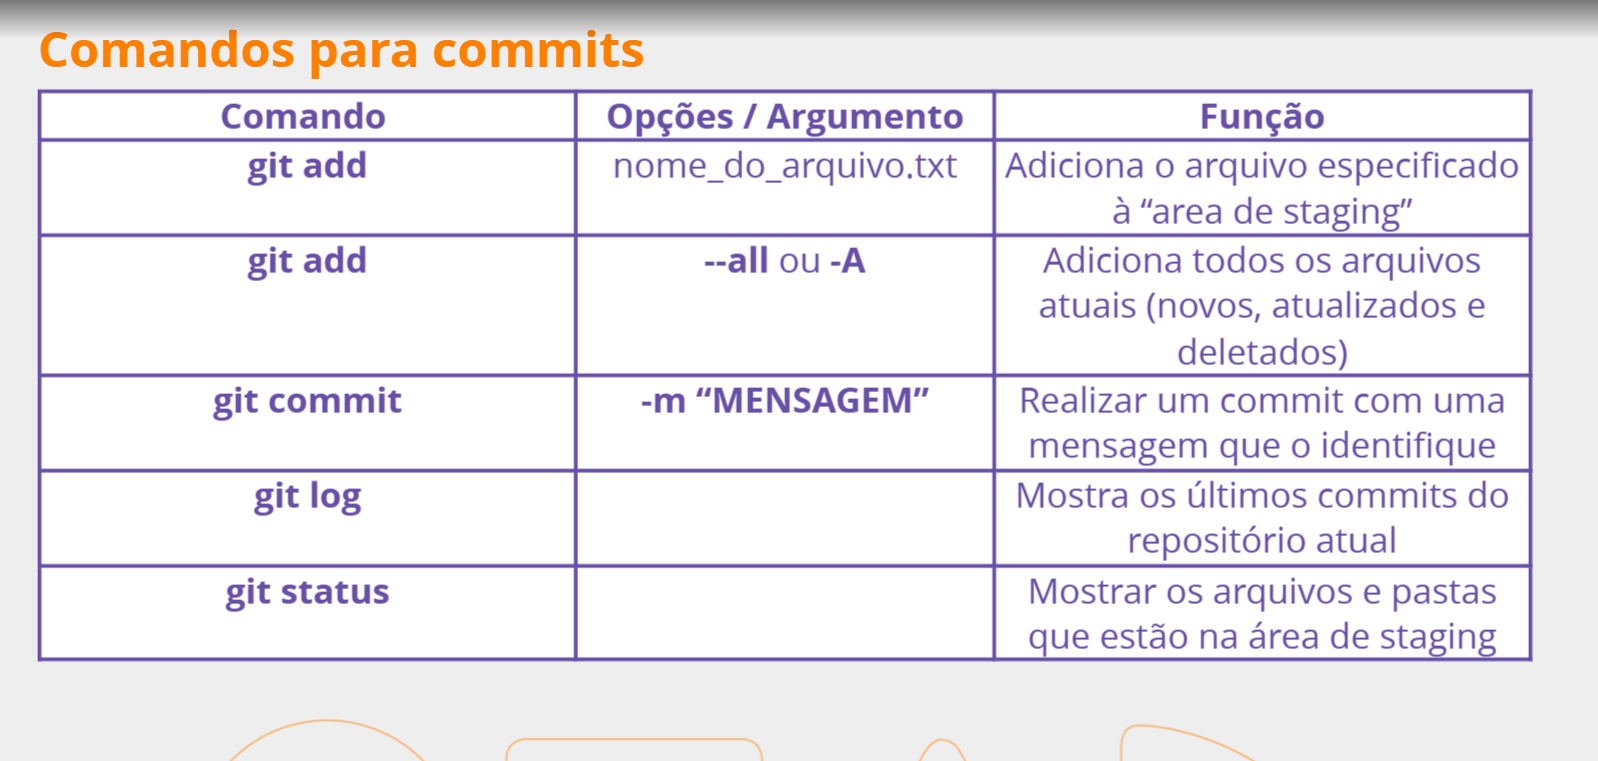 Comandos para commits
Comando Opções / Argumento Função
git add nome_do_arquivo.txt Adiciona o arquivo especificado
à “area de staging”
git add --all ou -A Adiciona todos os arquivos
atuais (novos, atualizados e
deletados)
git commit -m “MENSAGEM” Realizar um commit com uma
mensagem que o identifique
git log Mostra os últimos commits do
repositório atual
git status Mostrar os arquivos e pastas
que estão na área de staging